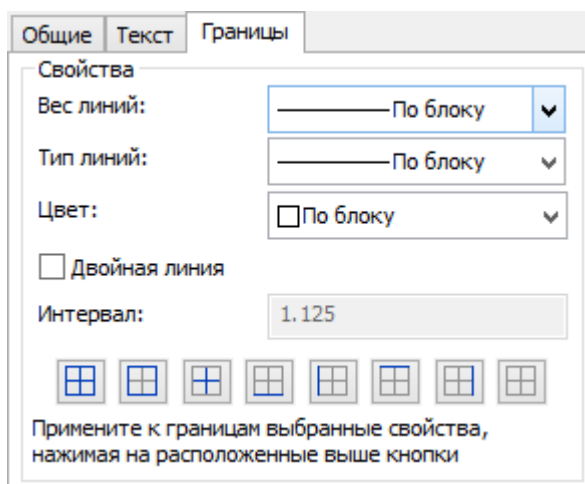 Общие Текст Границы
Свойства
Вес линий: По блоку
Тип линий: По блоку
Цвет: По блоку
Двойная линия
Интервал: 1.125
Примените к границам выбранные свойства,
нажимая на расположенные выше кнопки